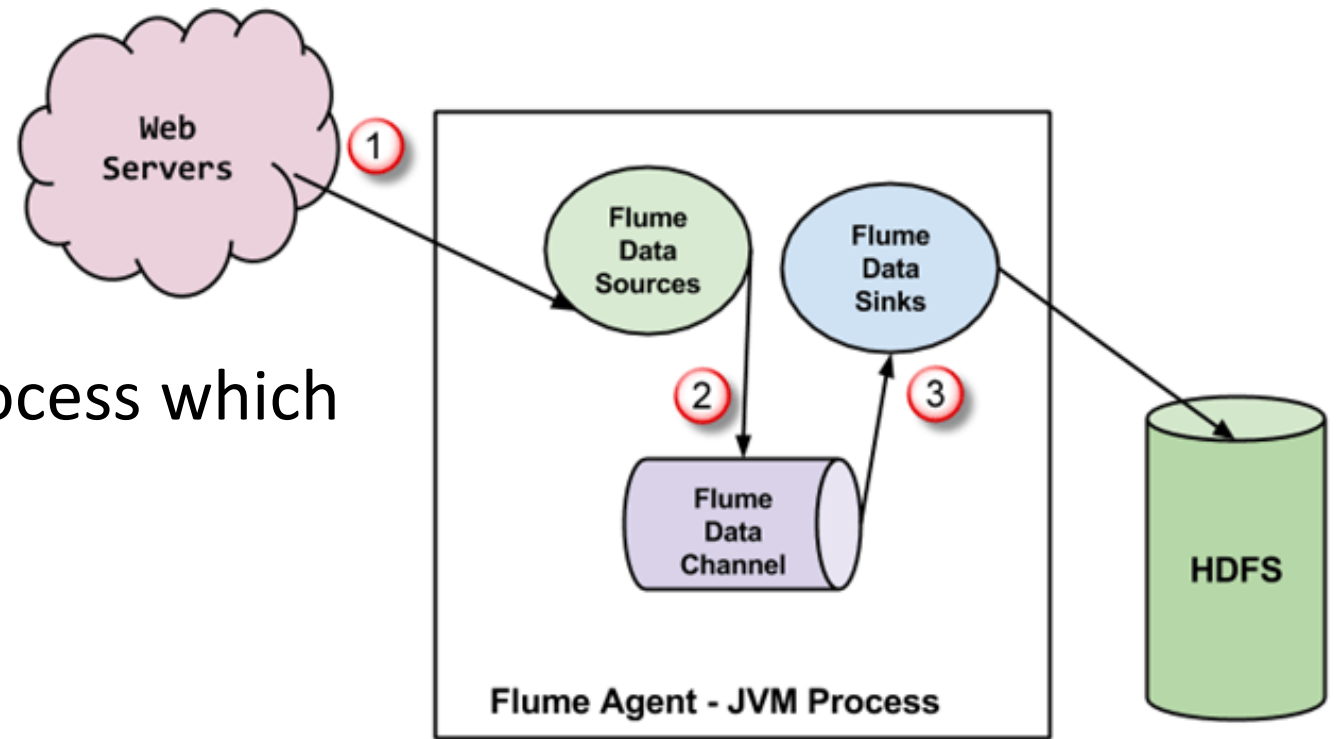 Web
Servers
1
Flume
Data
Sources
Flume
Data
Sinks
2
3
process which
Flume
Data
Channel
HDFS
Flume Agent - JVM Process